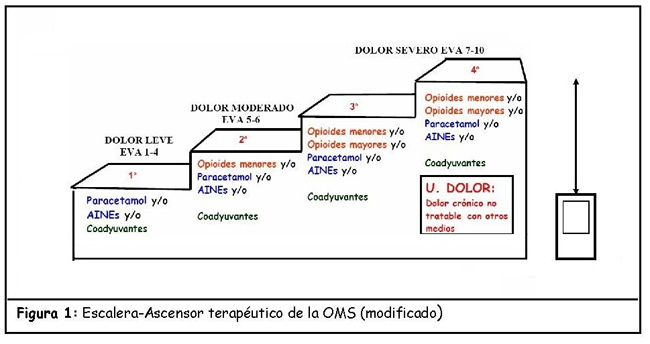 DOLOR SEVERO EVA 7-10
4°
Opioides menores y/o
Opioides mayores y/o
Paracetamol y/o
AINEs y/o
Coadyuvantes
U. DOLOR:
Dolor crónico no
tratable con otros
medios
3°
Opioides menores y/o
Opioides mayores y/o
Paracetamol y/o
AINEs y/o
Coadyuvantes
DOLOR MODERADO
EVA 5-6
2°
Opioides menores y/o
Paracetamol y/o
AINEs y/o
Coadyuvantes
DOLOR LEVE
EVA 1-4
1°
Paracetamol y/o
AINEs y/o
Coadyuvantes
Figura 1: Escalera-Ascensor terapéutico de la OMS (modificado)